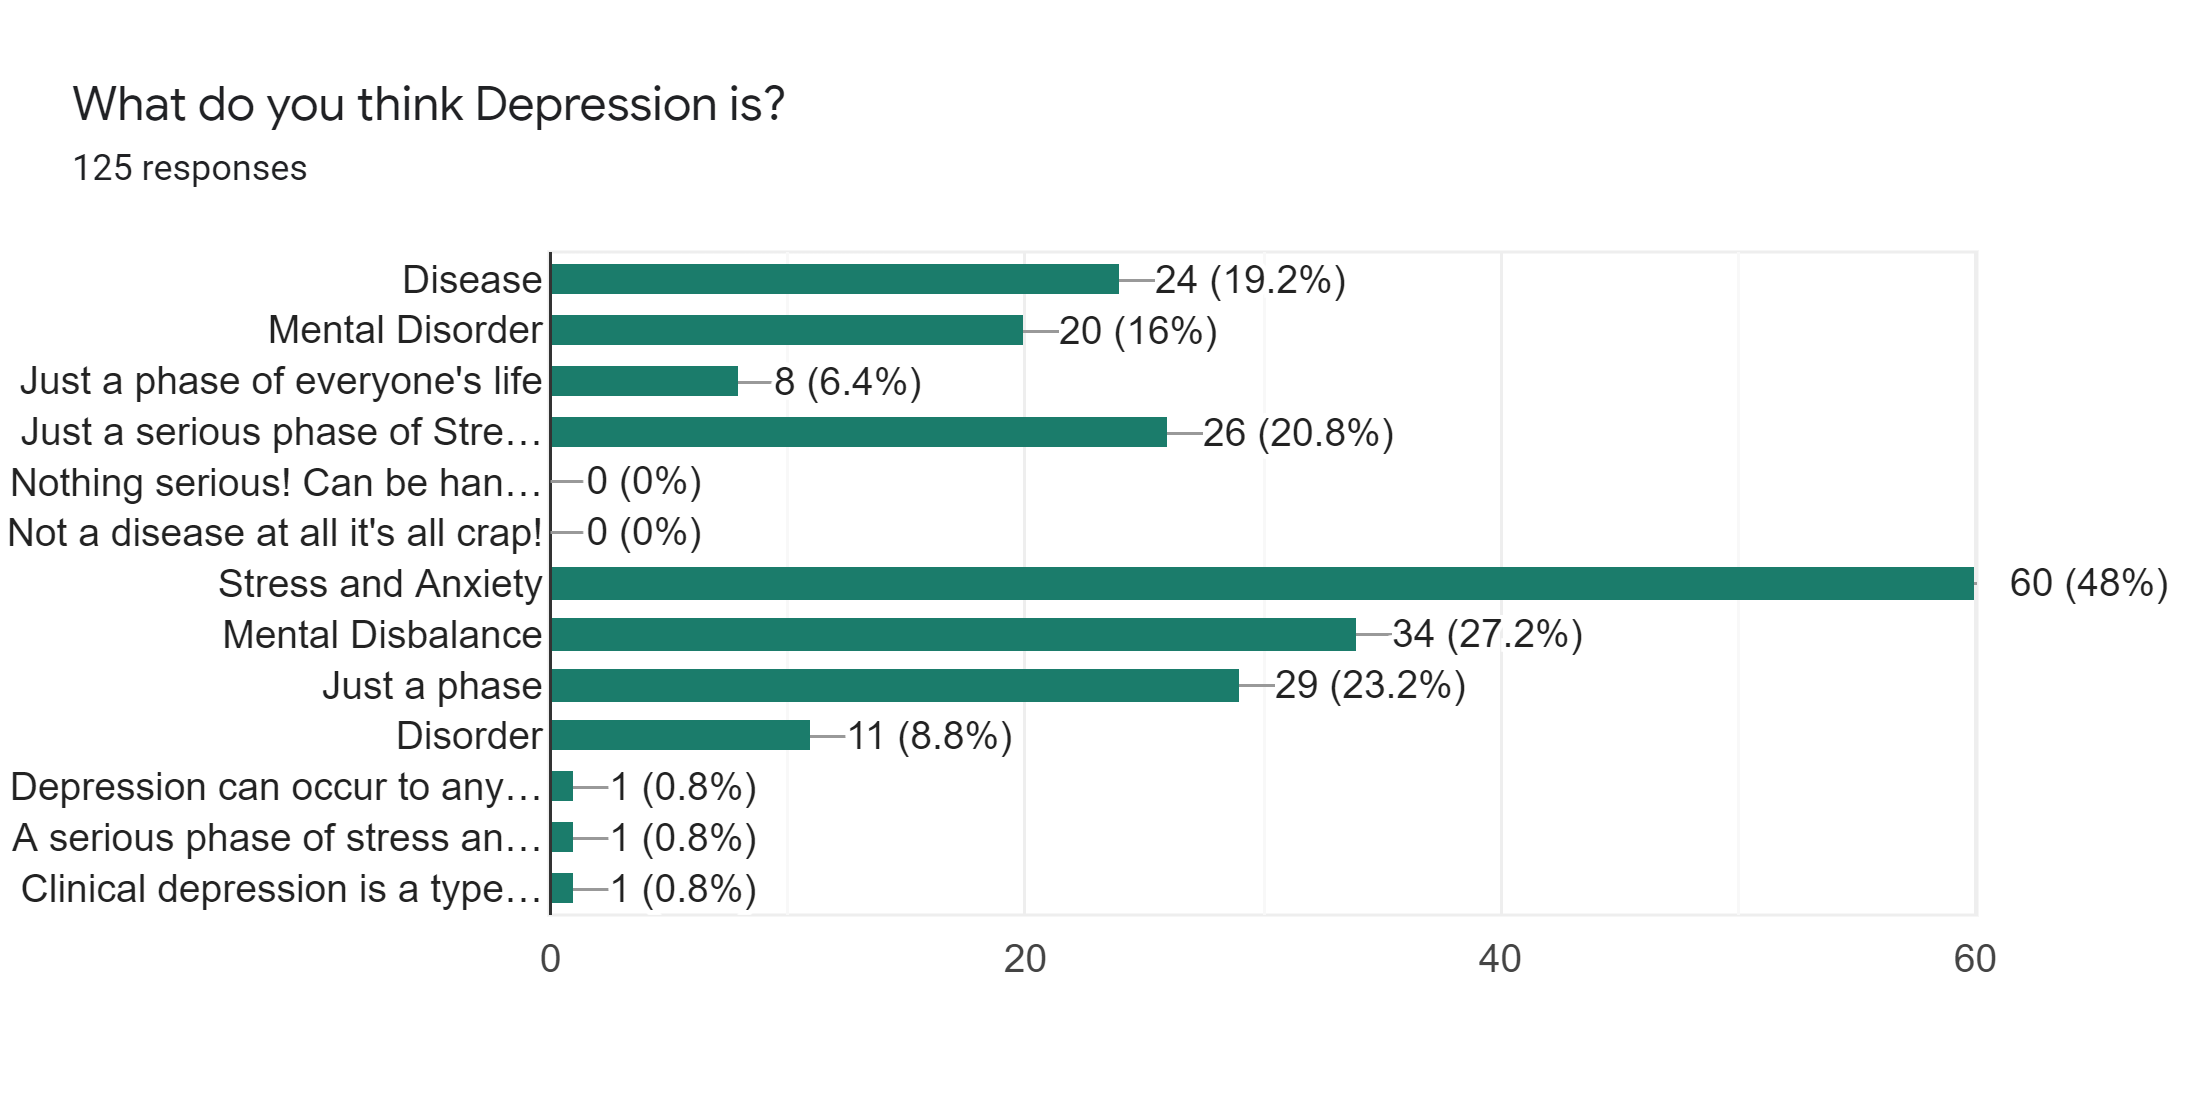 What do you think Depression is?
125 responses
Disease 24 (19.2%)
Mental Disorder 20 (16%)
Just a phase of everyone's life 8 (6.4%)
Just a serious phase of Stre… 26 (20.8%)
Nothing serious! Can be han… 0 (0%)
Not a disease at all it's all crap! 0 (0%)
Stress and Anxiety 60 (48%)
Mental Disbalance 34 (27.2%)
Just a phase 29 (23.2%)
Disorder 11 (8.8%)
Depression can occur to any… 1 (0.8%)
A serious phase of stress an… 1 (0.8%)
Clinical depression is a type… 1 (0.8%)
0 20 40 60